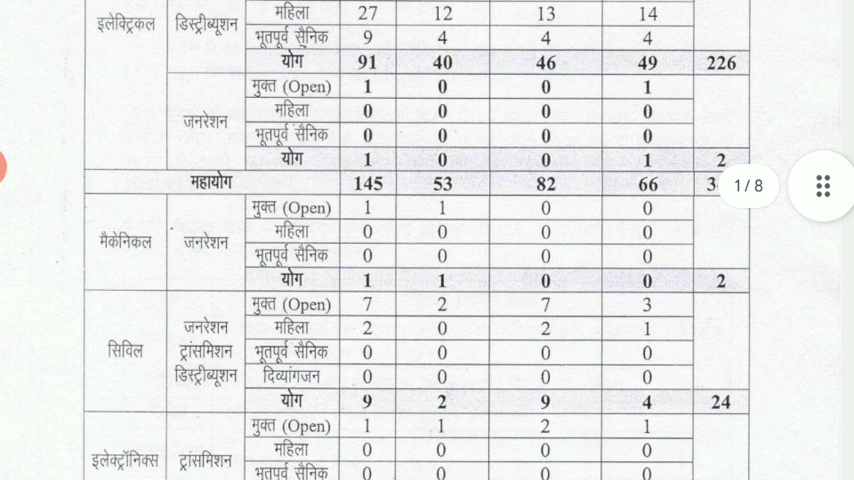 महिला 27 12 13 14
इलेक्ट्रिकल डिस्ट्रीब्यूशन
भूतपूर्व सैनिक 9 4 4 4
योग 91 40 46 49 226
मुक्त (Open) 1 0 0 1
महिला 0 0 0 0
जनरेशन
भूतपूर्व सैनिक 0 0 0 0
योग 1 0 0 1 2
महायोग 145 53 82 66
1/8
मुक्त (Open) 1 1 0 0
महिला 0 0 0 0
मैकेनिकल जनरेशन
भूतपूर्व सैनिक 0 0 0 0
योग 1 1 0 0 2
मुक्त (Open) 7 2 7 3
जनरेशन महिला 2 0 2 1
सिविल ट्रांसमिशन भूतपूर्व सैनिक 0 0 0 0
डिस्ट्रीब्यूशन दिव्यांगजन 0 0 0 0
योग 9 2 9 4 24
मुक्त (Open) 1 1 2 1
महिला 0 0 0 0
इलेक्ट्रॉनिक्स ट्रांसमिशन
भूतपूर्व सैनिक 0 0 0 0